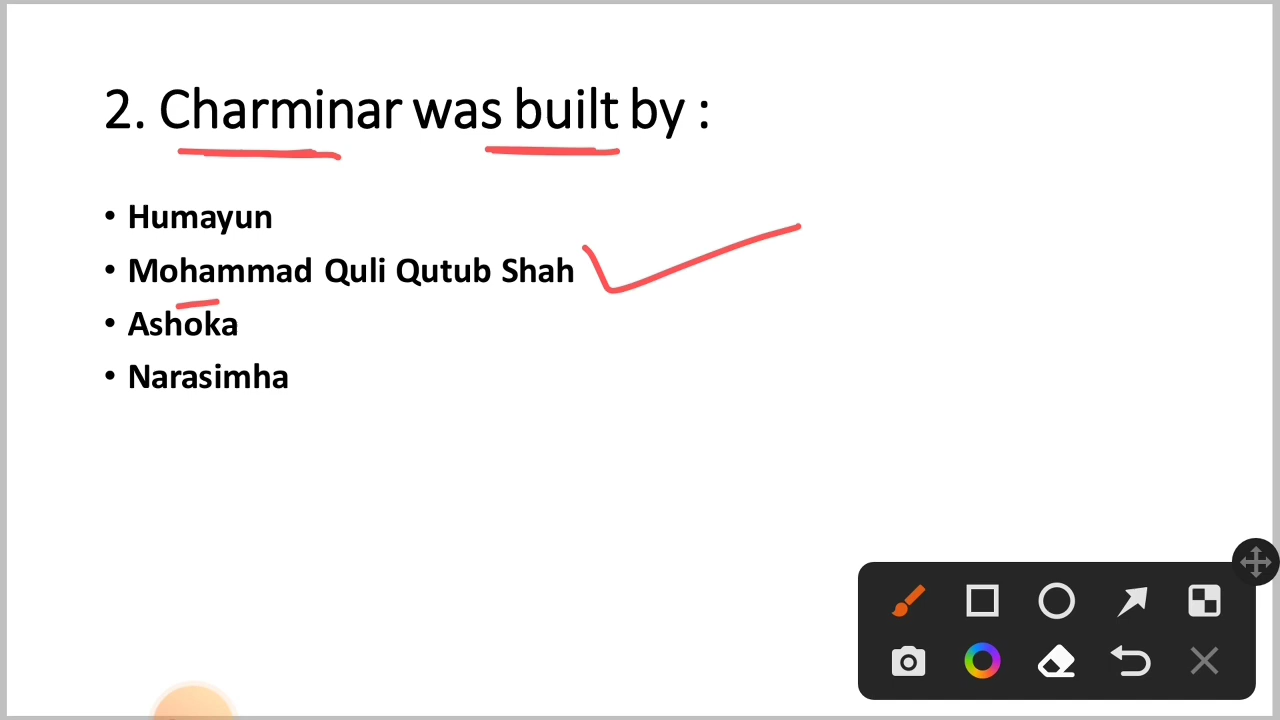 2. Charminar was built by :
• Humayun
• Mohammad Quli Qutub Shah
• Ashoka
• Narasimha